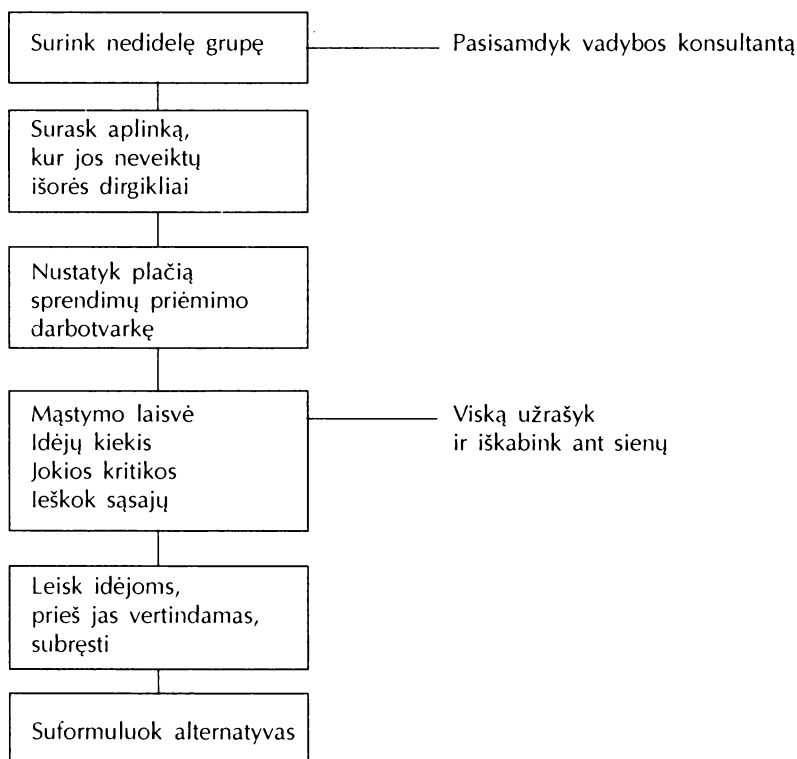 Surink nedidelę grupę
Pasisamdyk vadybos konsultantą
Surask aplinką,
kur jos neveiktų
išorės dirgikliai
Nustatyk plačią
sprendimų priėmimo
darbotvarkę
Mąstymo laisvė
Idėjų kiekis
Jokios kritikos
Ieškok sąsajų
Viską užrašyk
ir iškabink ant sienų
Leisk idėjoms,
prieš jas vertindamas,
subręsti
Suformuluok alternatyvas